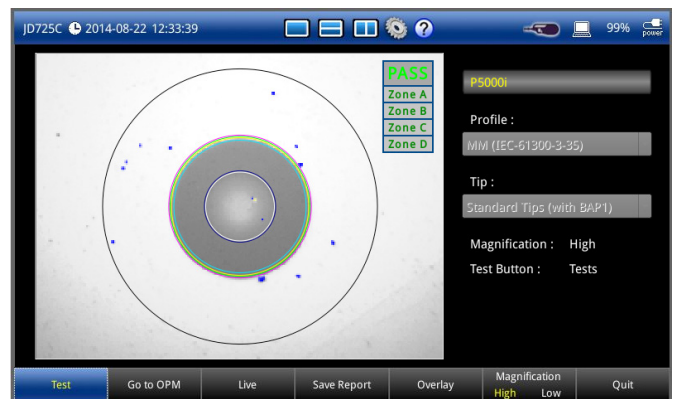 JD725C 2014-08-22 12:33:39 ? 99% power
PASS
Zone A
Zone B
Zone C
Zone D
P5000i
Profile :
MM (IEC-61300-3-35)
Tip :
Standard Tips (with BAP1)
Magnification : High
Test Button : Tests
Test Go to OPM Live Save Report Overlay Magnification High Low Quit